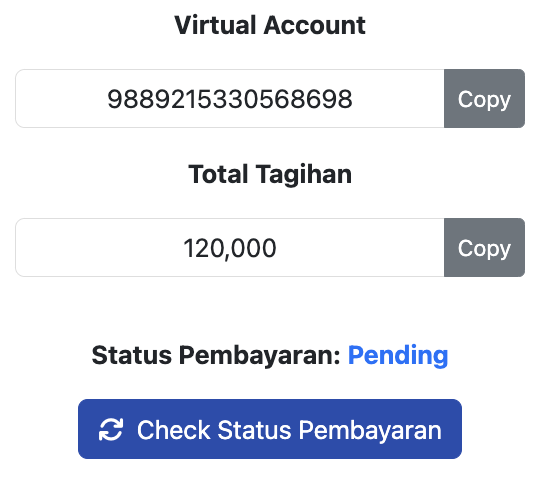 Virtual Account
9889215330568698
Copy
Total Tagihan
120,000
Copy
Status Pembayaran: Pending
Check Status Pembayaran